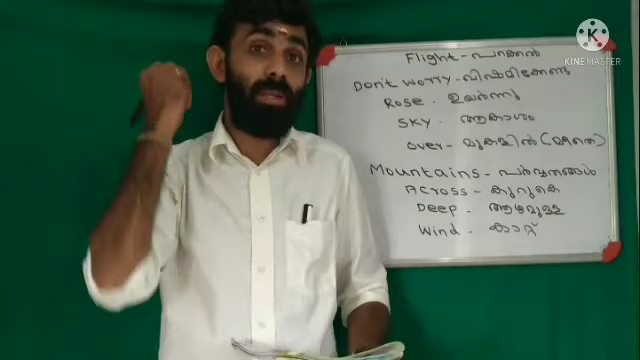 Flight - പറക്കൽ
Don't worry - വിഷമിക്കേണ്ട
Rose - ഉയർന്നു
SKY - ആകാശം
over - മുകളിൽ (മീതെ)
Mountains - പർവ്വതങ്ങൾ
Across - കുറുകെ
Deep - ആഴമുള്ള
Wind - കാറ്റ്
KINEMASTER